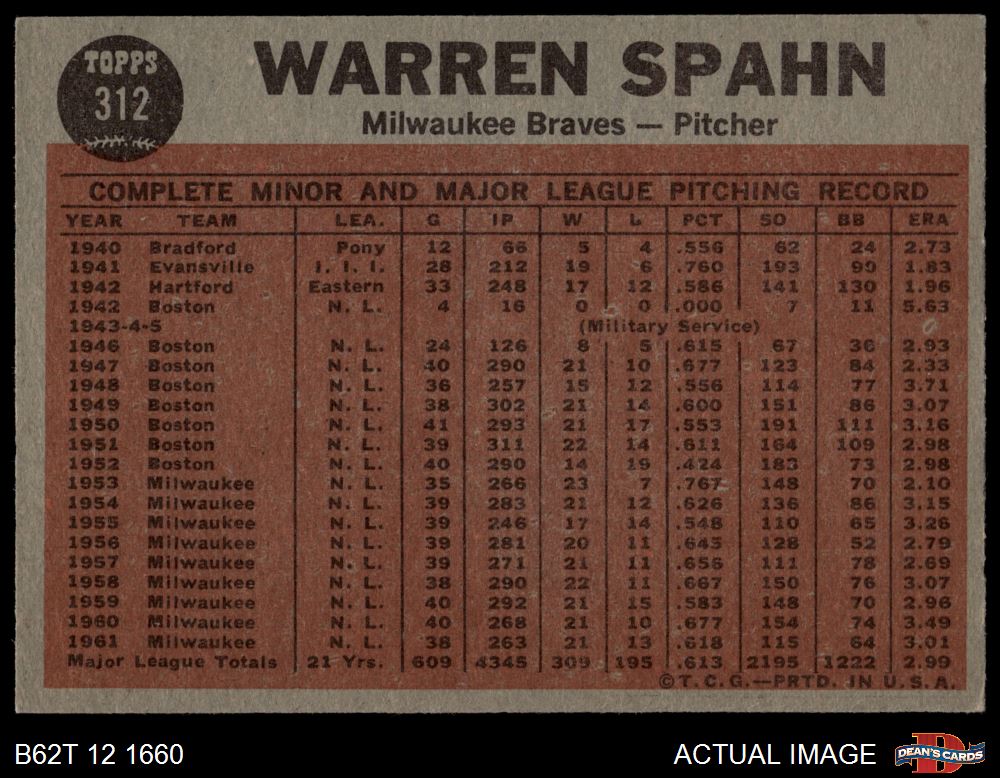 TOPPS
312
WARREN SPAHN
Milwaukee Braves — Pitcher
COMPLETE MINOR AND MAJOR LEAGUE PITCHING RECORD
YEAR TEAM LEA. G IP W L PCT SO BB ERA
1940 Bradford Pony 12 66 5 4 .556 62 24 2.73
1941 Evansville I. I. I. 28 212 19 6 .760 193 90 1.83
1942 Hartford Eastern 33 248 17 12 .586 141 130 1.96
1942 Boston N. L. 4 16 0 0 .000 7 11 5.63
1943-4-5 (Military Service)
1946 Boston N. L. 24 126 8 5 .615 67 36 2.93
1947 Boston N. L. 40 290 21 10 .677 123 84 2.33
1948 Boston N. L. 36 257 15 12 .556 114 77 3.71
1949 Boston N. L. 38 302 21 14 .600 151 86 3.07
1950 Boston N. L. 41 293 21 17 .553 191 111 3.16
1951 Boston N. L. 39 311 22 14 .611 164 109 2.98
1952 Boston N. L. 40 290 14 19 .424 183 73 2.98
1953 Milwaukee N. L. 35 266 23 7 .767 148 70 2.10
1954 Milwaukee N. L. 39 283 21 12 .626 136 86 3.15
1955 Milwaukee N. L. 39 246 17 14 .548 110 65 3.26
1956 Milwaukee N. L. 39 281 20 11 .645 128 52 2.79
1957 Milwaukee N. L. 39 271 21 11 .656 111 78 2.69
1958 Milwaukee N. L. 38 290 22 11 .667 150 76 3.07
1959 Milwaukee N. L. 40 292 21 15 .583 148 70 2.96
1960 Milwaukee N. L. 40 268 21 10 .677 154 74 3.49
1961 Milwaukee N. L. 38 263 21 13 .618 115 64 3.01
Major League Totals 21 Yrs. 609 4345 309 195 .613 2195 1222 2.99
©T.C.G.—PRTD. IN U.S.A.
B62T 12 1660
ACTUAL IMAGE
DEAN'S CARDS